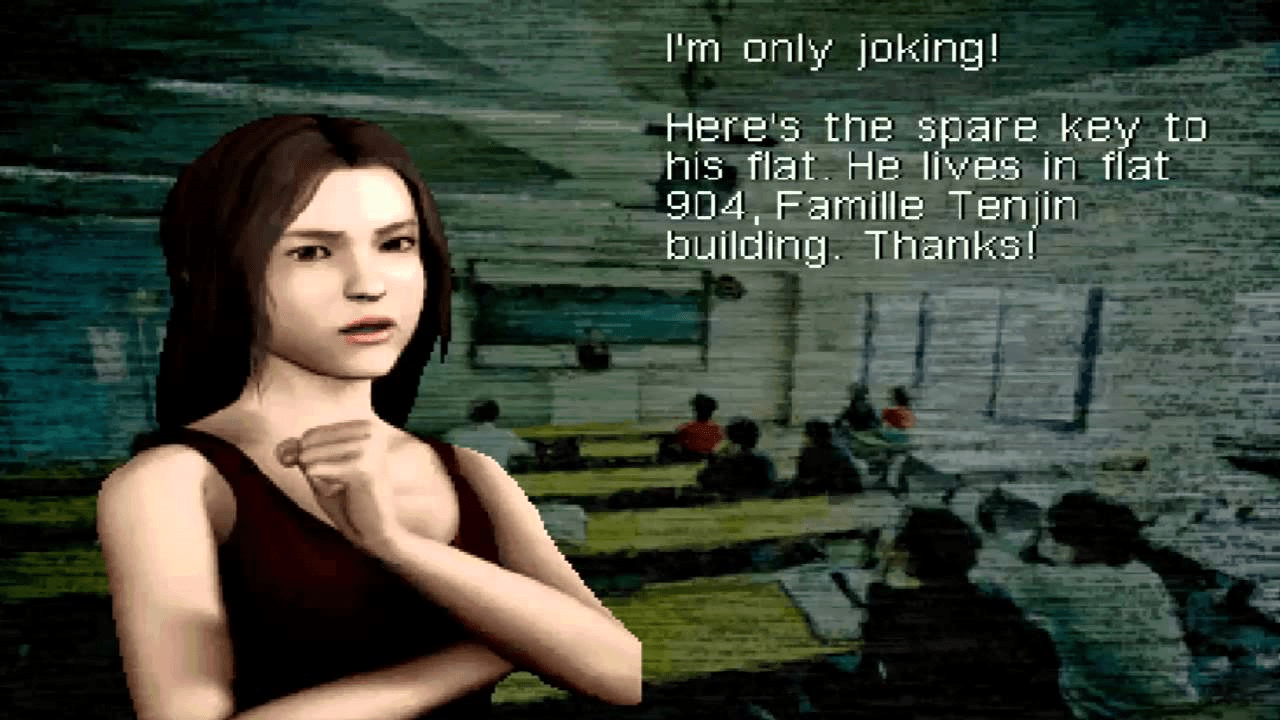 I'm only joking!
Here's the spare key to
his flat. He lives in flat
904, Famille Tenjin
building. Thanks!